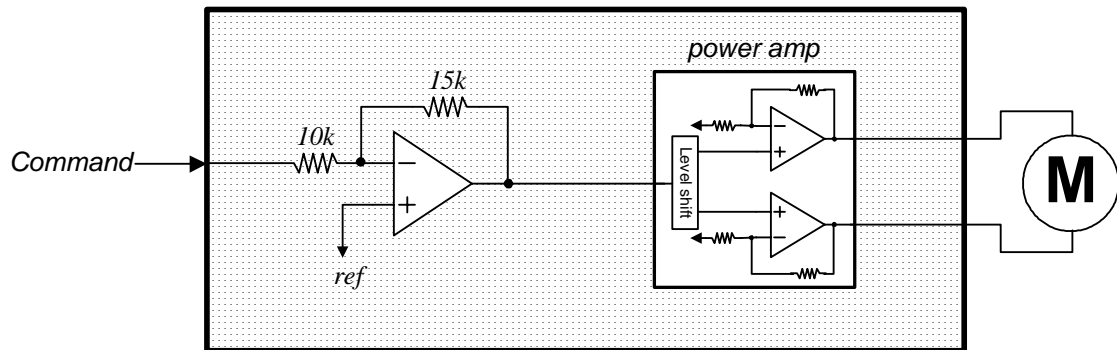 power amp
15k
10k
Command
Level shift
M
ref